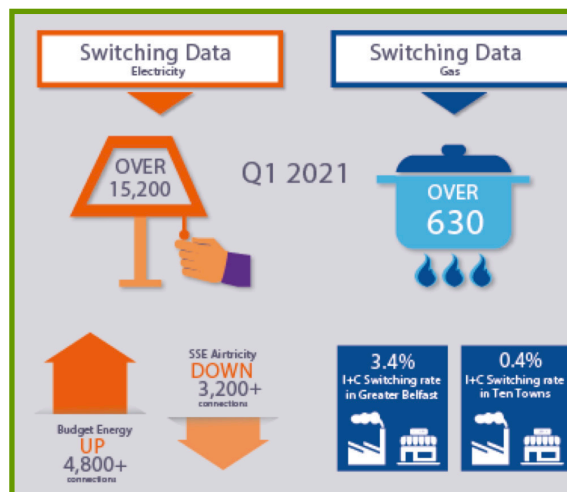 Switching Data
Electricity
Switching Data
Gas
OVER
15,200
Q1 2021
OVER
630
Budget Energy
UP
4,800+
connections
SSE Airtricity
DOWN
3,200+
connections
3.4%
I+C Switching rate
in Greater Belfast
0.4%
I+C Switching rate
in Ten Towns